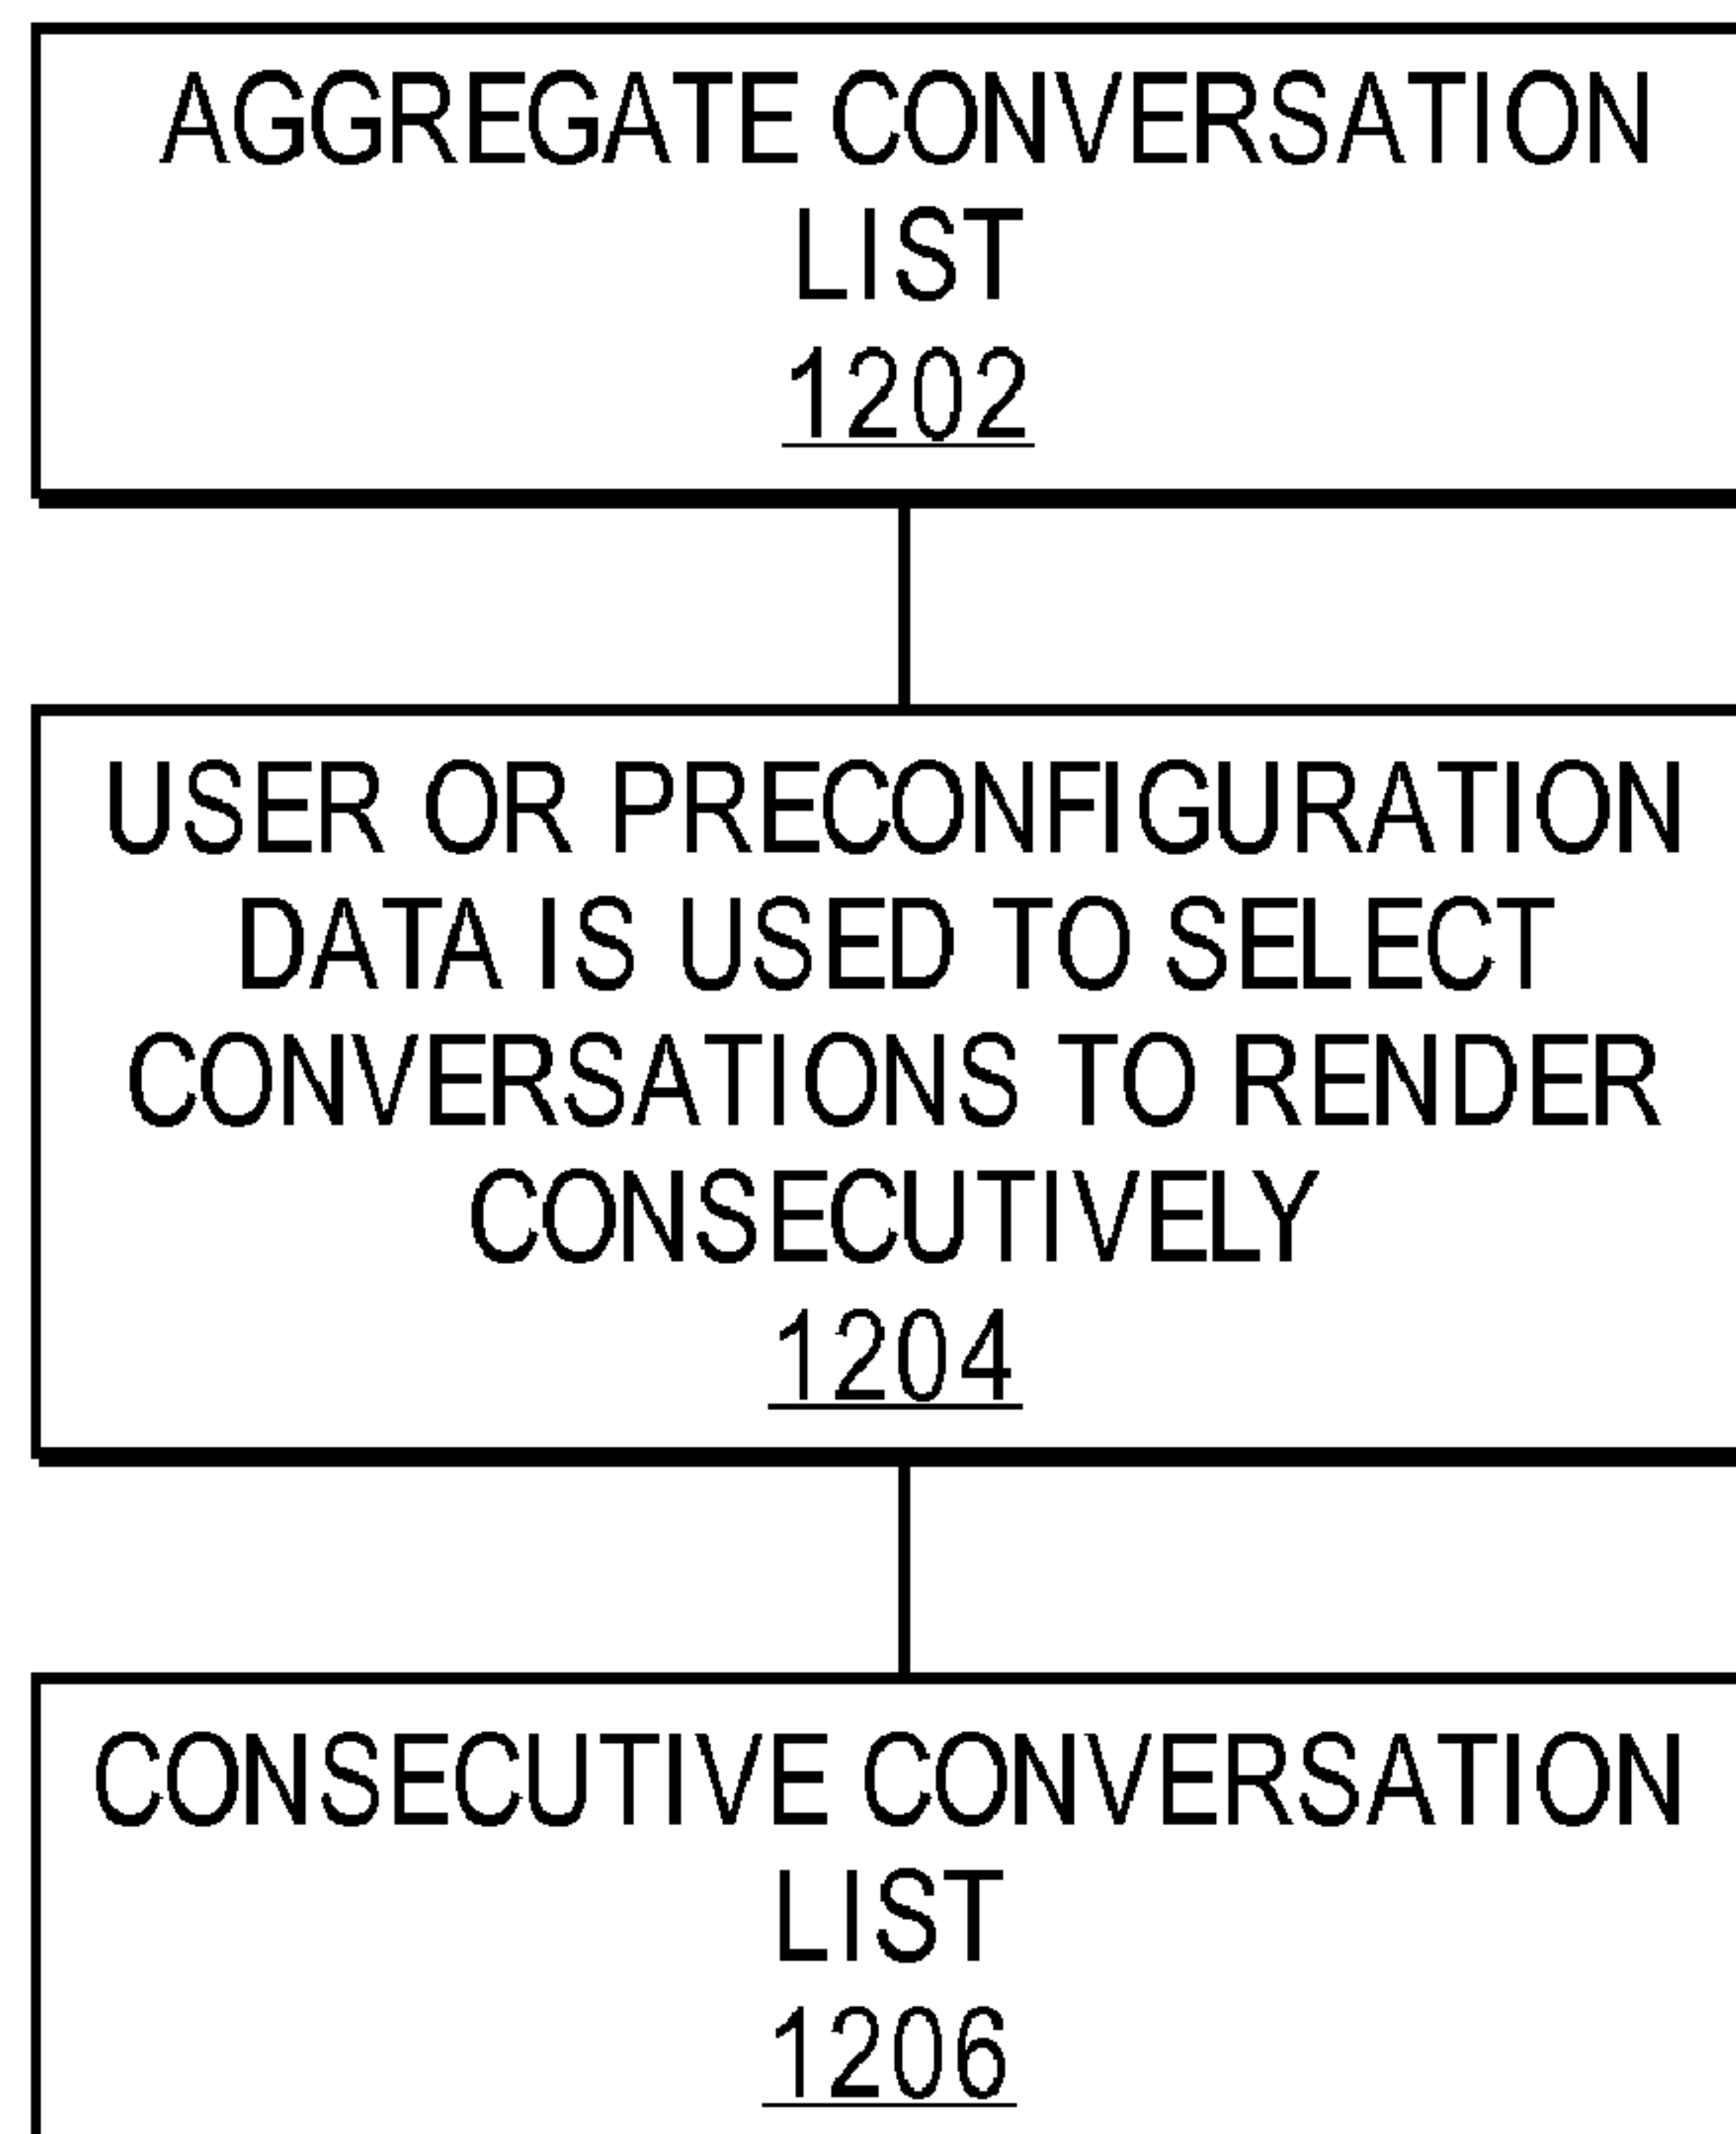 AGGREGATE CONVERSATION
LIST
1202
USER OR PRECONFIGURATION
DATA IS USED TO SELECT
CONVERSATIONS TO RENDER
CONSECUTIVELY
1204
CONSECUTIVE CONVERSATION
LIST
1206